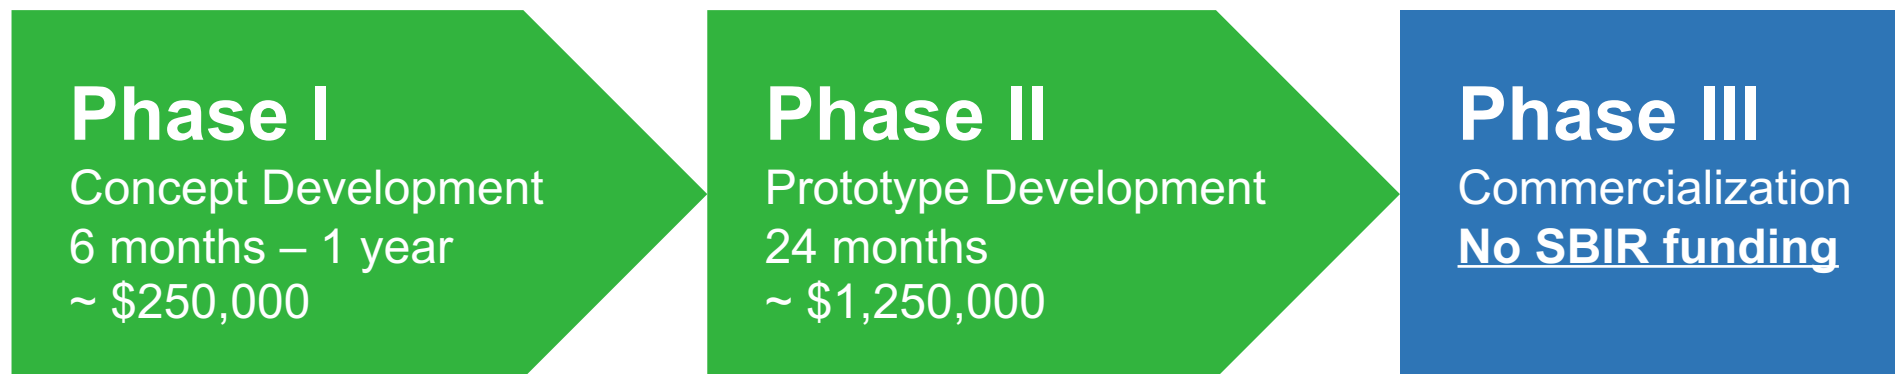 Phase I
Concept Development
6 months – 1 year
~ $250,000
Phase II
Prototype Development
24 months
~ $1,250,000
Phase III
Commercialization
No SBIR funding